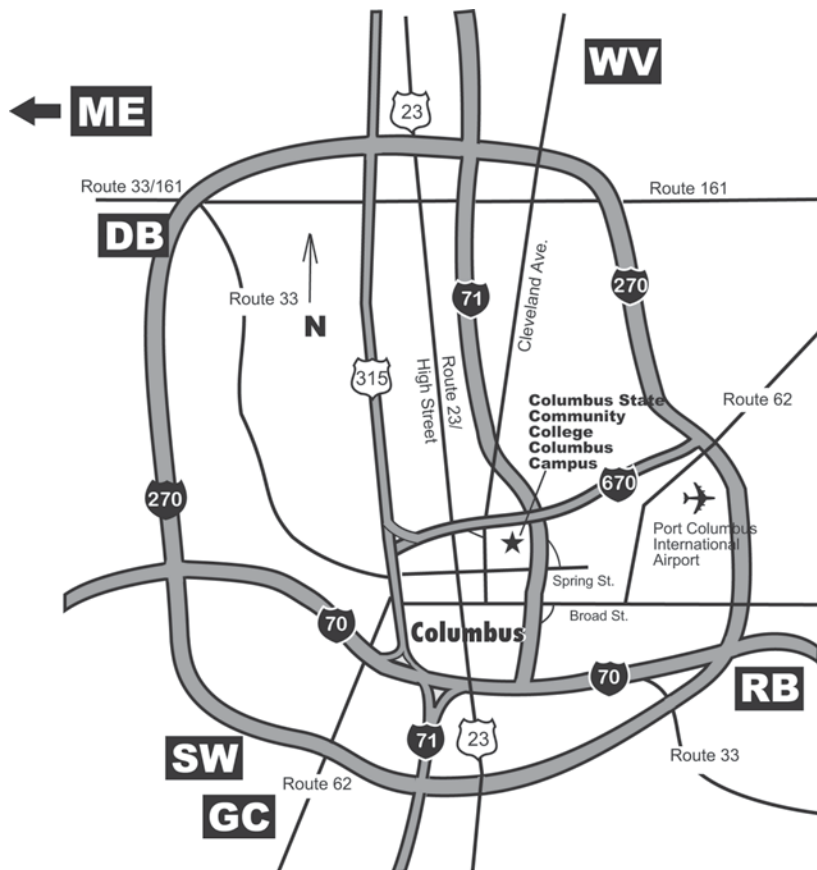 WV
ME
23
Route 33/161
Route 161
DB
Route 33
N
71
270
Cleveland Ave.
315
Route 23/
High Street
Route 62
Columbus State
Community
College
Columbus
Campus
670
270
Port Columbus
International
Airport
Spring St.
Broad St.
70
Columbus
70
RB
71
23
SW
Route 62
Route 33
GC